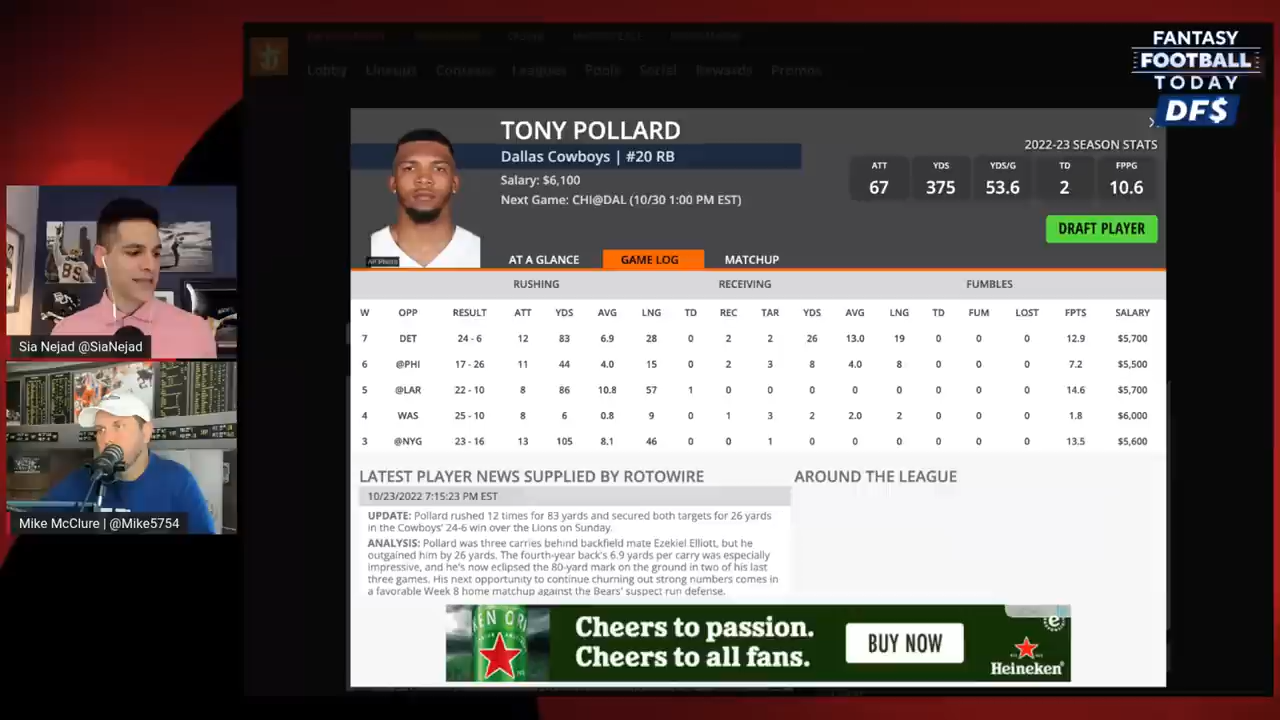 Lobby Lineups Contests Leagues Pools Social Rewards Promos
FANTASY
FOOTBALL
TODAY
DF$
TONY POLLARD
Dallas Cowboys | #20 RB
Salary: $6,100
Next Game: CHI@DAL (10/30 1:00 PM EST)
2022-23 SEASON STATS
ATT YDS YDS/G TD FPPG
67 375 53.6 2 10.6
DRAFT PLAYER
AT A GLANCE GAME LOG MATCHUP
RUSHING RECEIVING FUMBLES
W OPP RESULT ATT YDS AVG LNG TD REC TAR YDS AVG LNG TD FUM LOST FPTS SALARY
7 DET 24 - 6 12 83 6.9 28 0 2 2 26 13.0 19 0 0 0 12.9 $5,700
6 @PHI 17 - 26 11 44 4.0 15 0 2 3 8 4.0 8 0 0 0 7.2 $5,500
5 @LAR 22 - 10 8 86 10.8 57 1 0 0 0 0 0 0 0 0 14.6 $5,700
4 WAS 25 - 10 8 6 0.8 9 0 1 3 2 2.0 2 0 0 0 1.8 $6,000
3 @NYG 23 - 16 13 105 8.1 46 0 0 1 0 0 0 0 0 0 13.5 $5,600
LATEST PLAYER NEWS SUPPLIED BY ROTOWIRE
10/23/2022 7:15:23 PM EST
UPDATE: Pollard rushed 12 times for 83 yards and secured both targets for 26 yards
in the Cowboys' 24-6 win over the Lions on Sunday.
ANALYSIS: Pollard was three carries behind backfield mate Ezekiel Elliott, but he
outgained him by 26 yards. The fourth-year back's 6.9 yards per carry was especially
impressive, and he's now eclipsed the 80-yard mark on the ground in two of his last
three games. His next opportunity to continue churning out strong numbers comes in
a favorable Week 8 home matchup against the Bears' suspect run defense.
AROUND THE LEAGUE
Cheers to passion.
Cheers to all fans.
BUY NOW
Heineken
89
Sia Nejad @SiaNejad
Mike McClure | @Mike5754